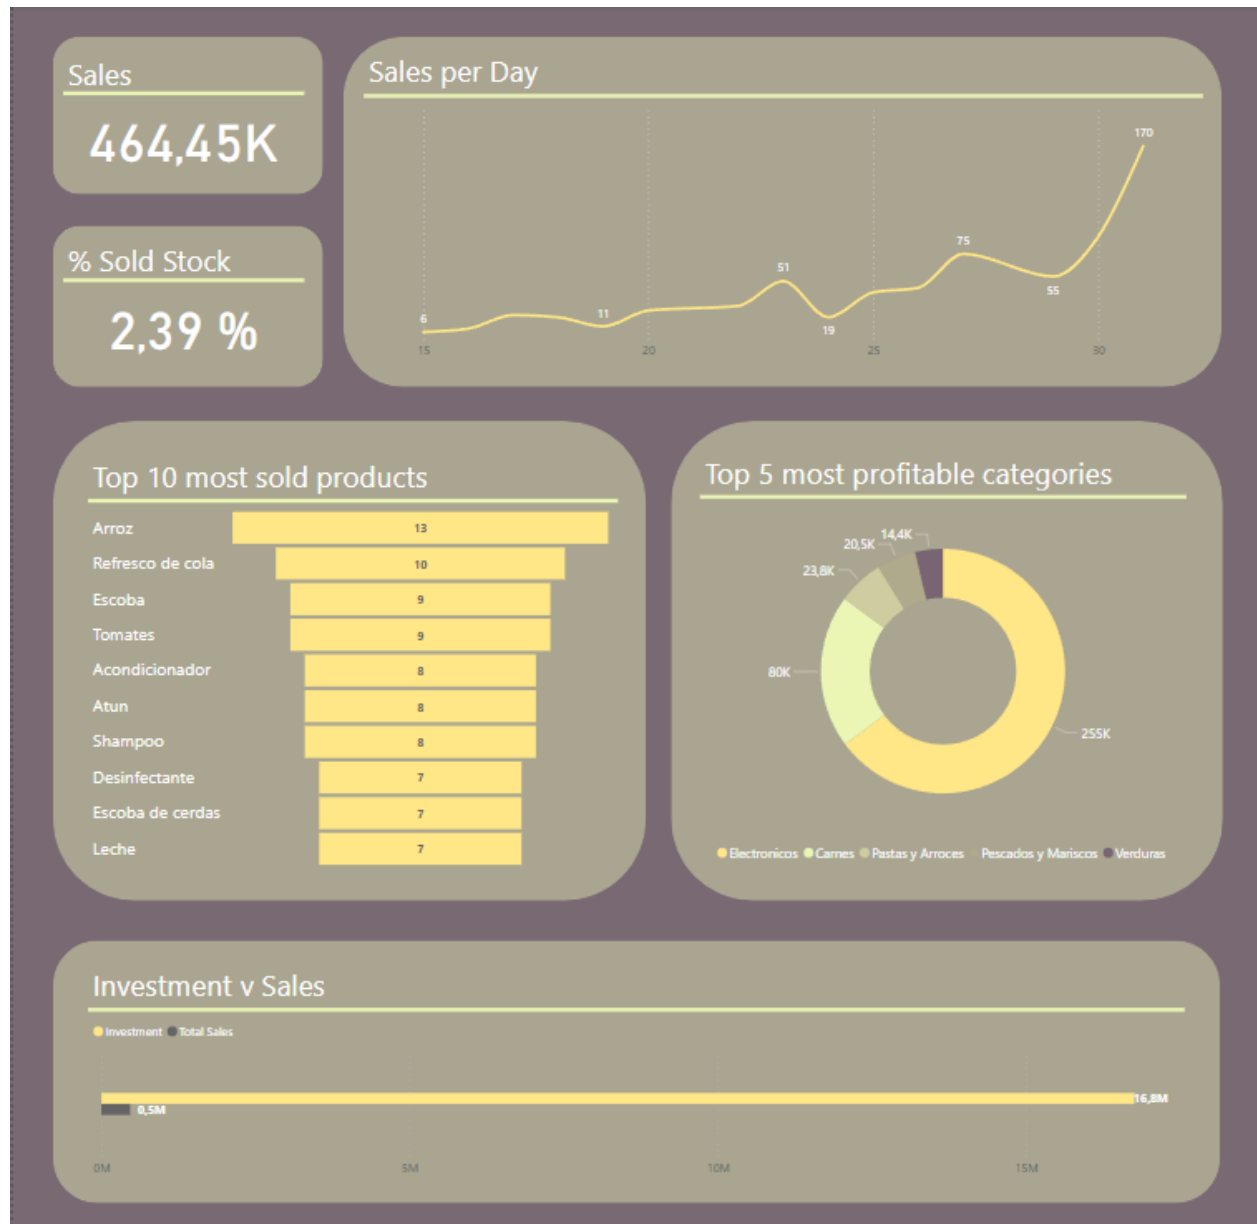 Sales
464,45K
% Sold Stock
2,39 %
Sales per Day
170
75
51
55
6
11
19
15 20 25 30
Top 10 most sold products
Arroz 13
Refresco de cola 10
Escoba 9
Tomates 9
Acondicionador 8
Atun 8
Shampoo 8
Desinfectante 7
Escoba de cerdas 7
Leche 7
Top 5 most profitable categories
14,4K
20,5K
23,8K
80K
255K
Electronicos Carnes Pastas y Arroces Pescados y Mariscos Verduras
Investment v Sales
Investment Total Sales
16,8M
0,5M
0M 5M 10M 15M